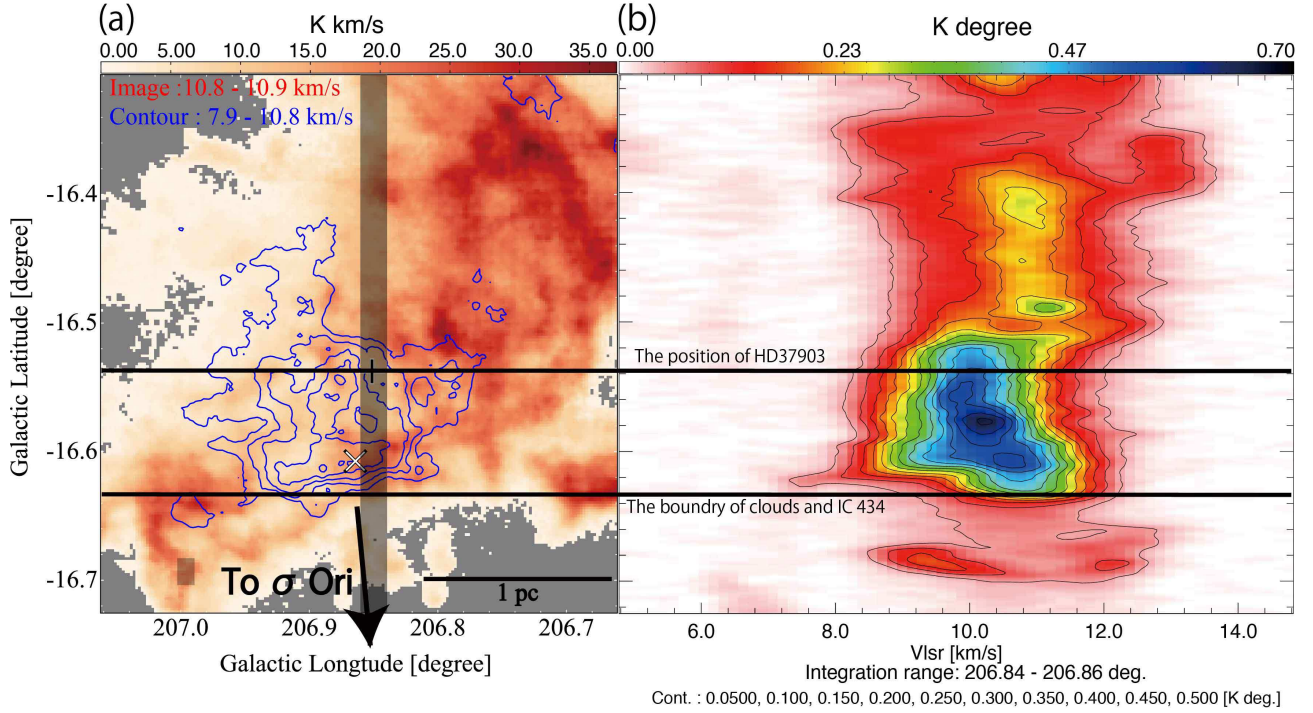 (a)
K km/s
0.00 5.00 10.0 15.0 20.0 25.0 30.0 35.0
Image :10.8 - 10.9 km/s
Contour : 7.9 - 10.8 km/s
Galactic Latitude [degree]
-16.4
-16.5
-16.6
-16.7
To σ Ori
1 pc
207.0 206.9 206.8 206.7
Galactic Longtude [degree]
(b)
K degree
0.00 0.23 0.47 0.70
The position of HD37903
The boundry of clouds and IC 434
6.0 8.0 10.0 12.0 14.0
Vlsr [km/s]
Integration range: 206.84 - 206.86 deg.
Cont. : 0.0500, 0.100, 0.150, 0.200, 0.250, 0.300, 0.350, 0.400, 0.450, 0.500 [K deg.]